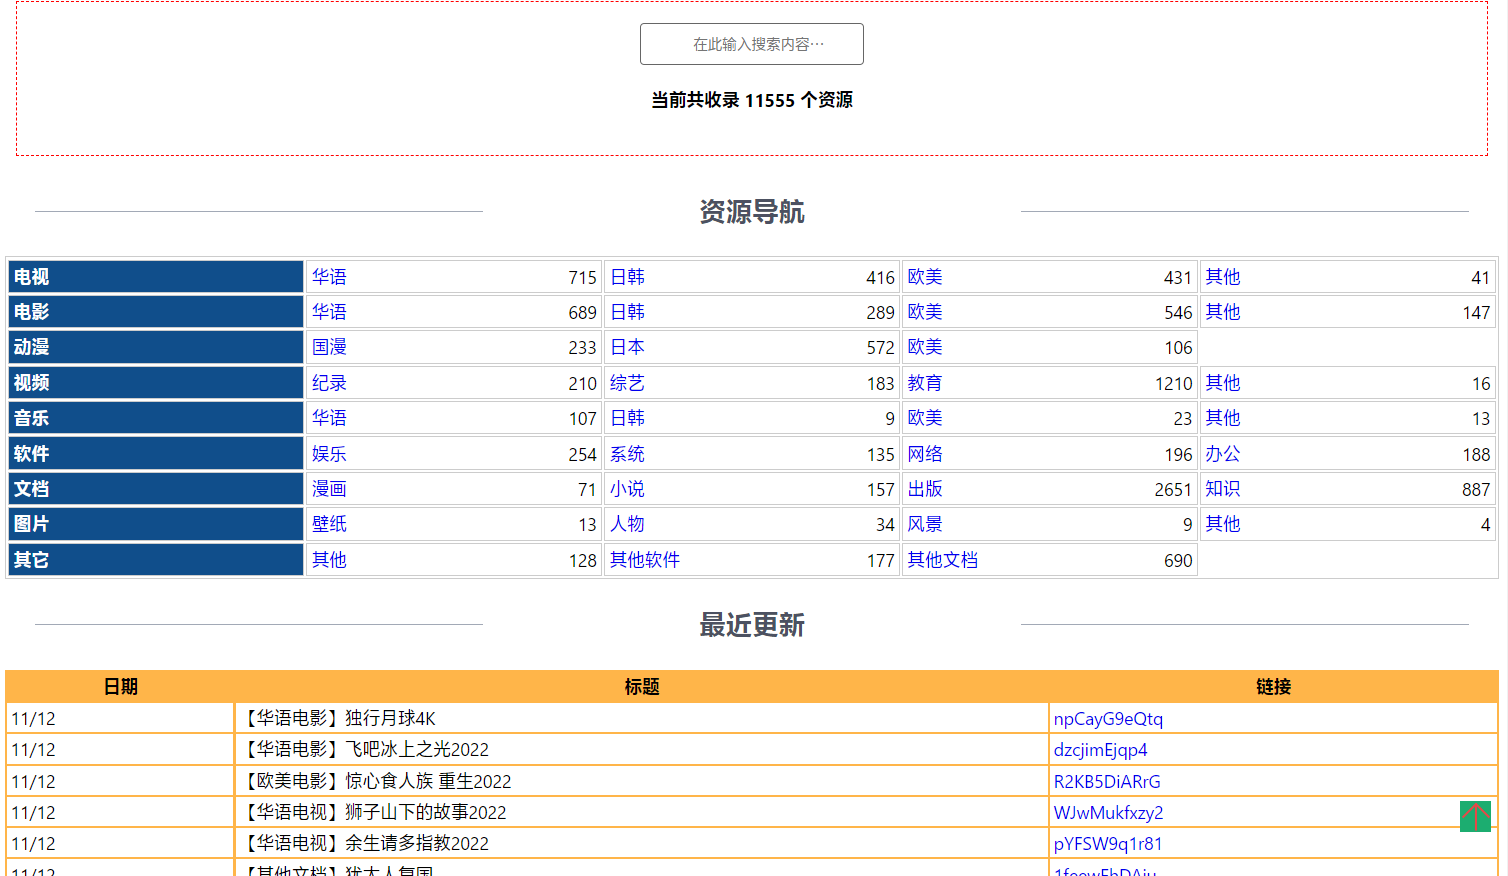 在此输入搜索内容…
当前共收录 11555 个资源
资源导航
电视 华语 715 日韩 416 欧美 431 其他 41
电影 华语 689 日韩 289 欧美 546 其他 147
动漫 国漫 233 日本 572 欧美 106
视频 纪录 210 综艺 183 教育 1210 其他 16
音乐 华语 107 日韩 9 欧美 23 其他 13
软件 娱乐 254 系统 135 网络 196 办公 188
文档 漫画 71 小说 157 出版 2651 知识 887
图片 壁纸 13 人物 34 风景 9 其他 4
其它 其他 128 其他软件 177 其他文档 690
最近更新
日期 标题 链接
11/12 【华语电影】独行月球4K npCayG9eQtq
11/12 【华语电影】飞吧冰上之光2022 dzcjimEjqp4
11/12 【欧美电影】惊心食人族 重生2022 R2KB5DiARrG
11/12 【华语电视】狮子山下的故事2022 WJwMukfxzy2
11/12 【华语电视】余生请多指教2022 pYFSW9q1r81
11/12 【其他文档】犹太人复国